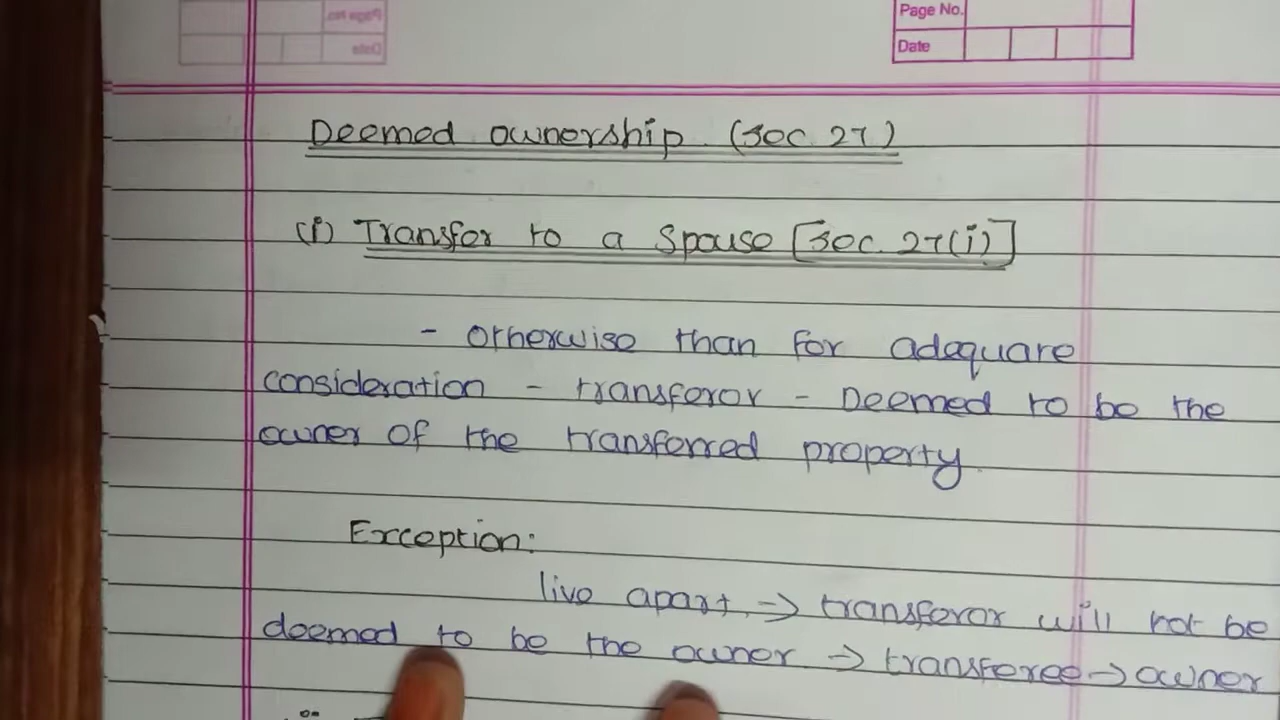 Page No.
Date
Deemed ownership (Sec. 27)
(i) Transfer to a Spouse [Sec. 27(i)]
- Otherwise than for adequate
consideration - transferor - Deemed to be the
owner of the transferred property.
Exception:
live apart, → transferor will not be
deemed to be the owner → transferee → owner